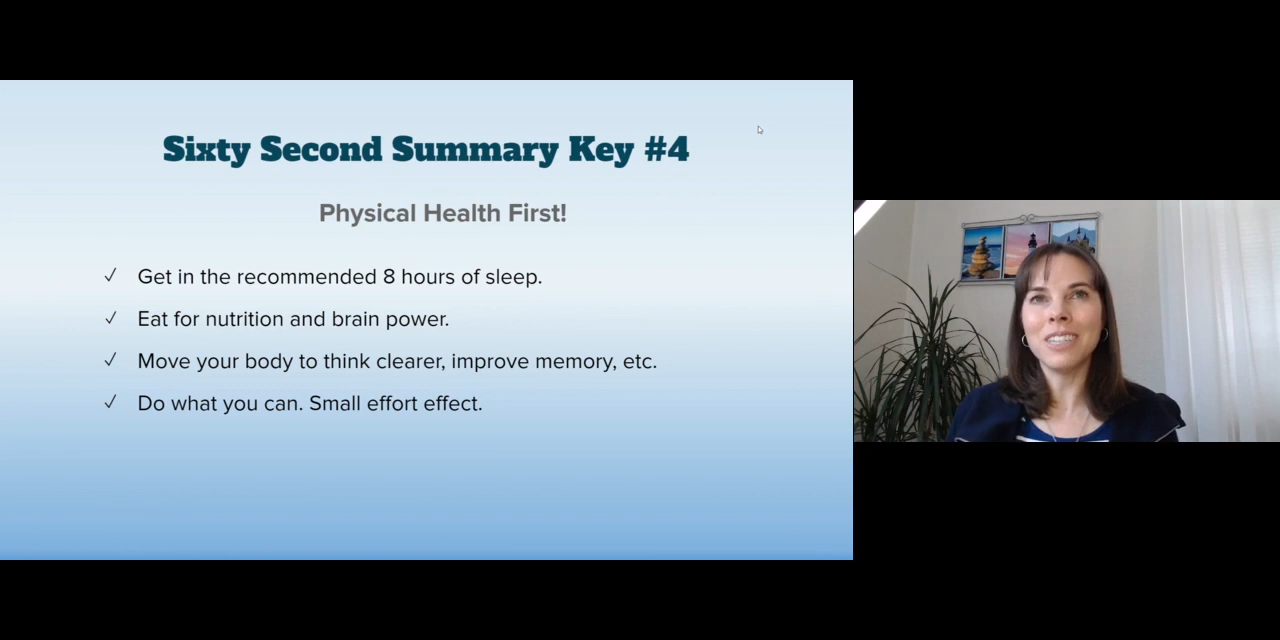 Sixty Second Summary Key #4
Physical Health First!
✓ Get in the recommended 8 hours of sleep.
✓ Eat for nutrition and brain power.
✓ Move your body to think clearer, improve memory, etc.
✓ Do what you can. Small effort effect.